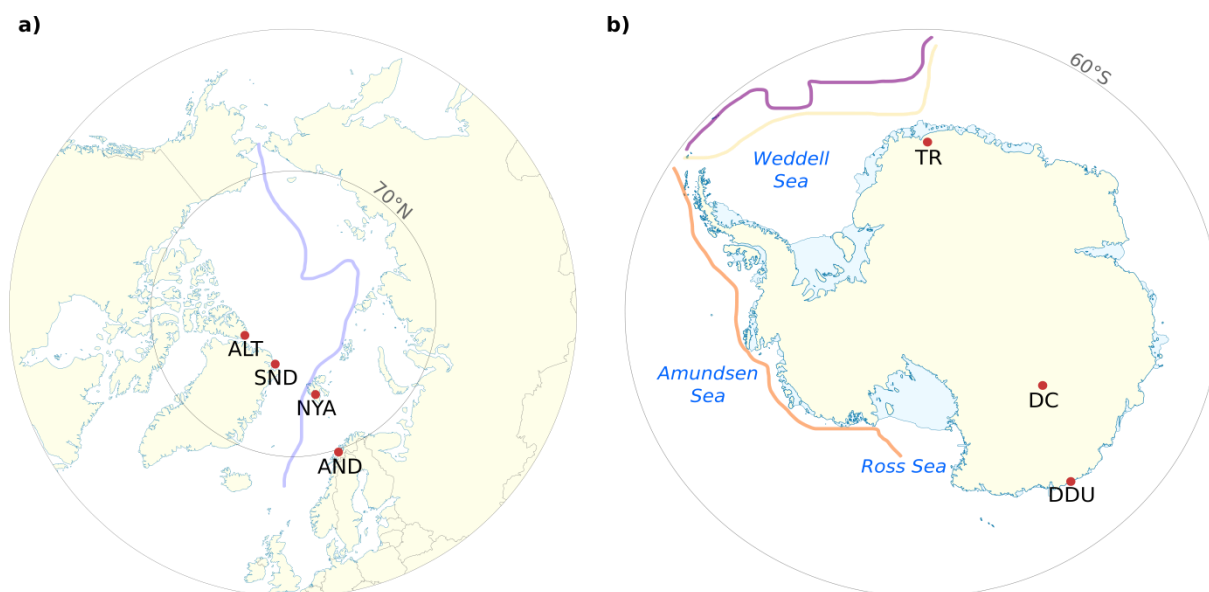 a)
70°N
ALT
SND
NYA
AND
b)
60°S
TR
Weddell
Sea
Amundsen
Sea
DC
Ross Sea
DDU